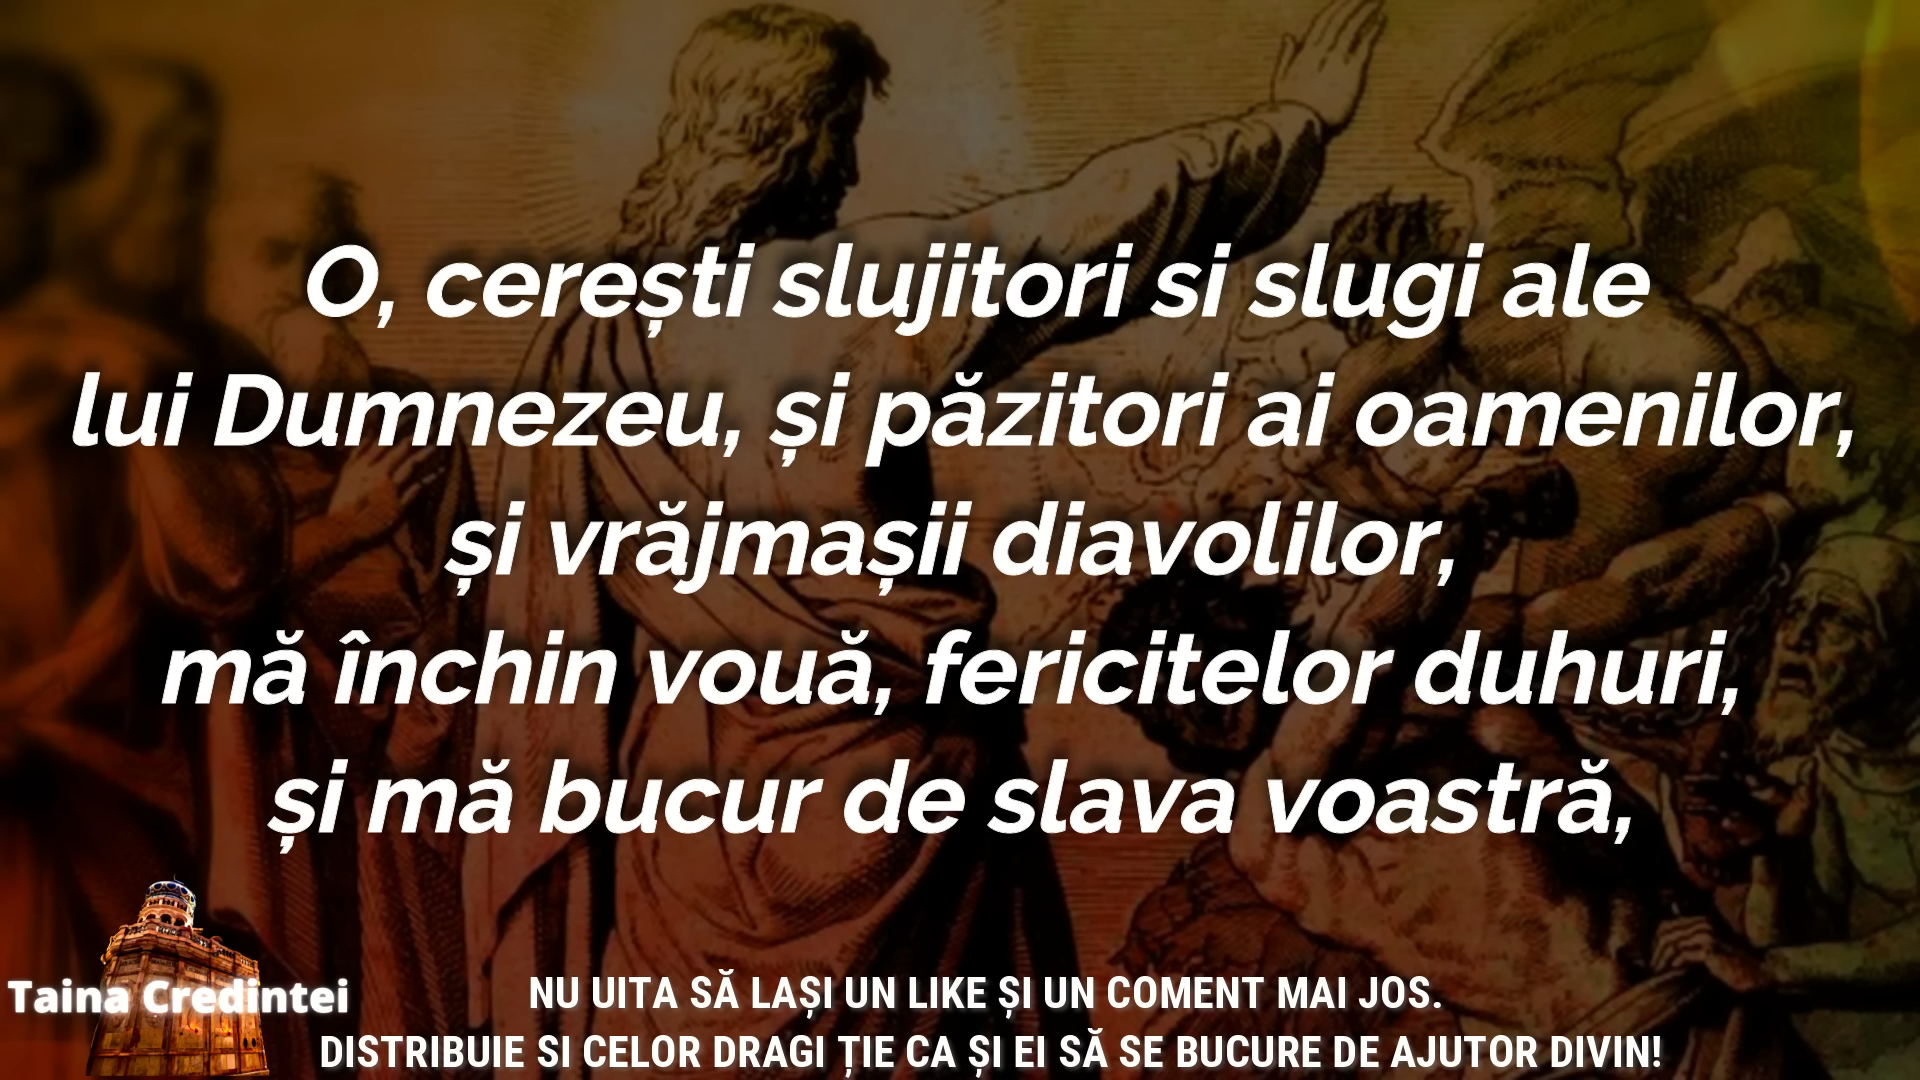 O, cerești slujitori si slugi ale
lui Dumnezeu, și păzitori ai oamenilor,
și vrăjmașii diavolilor,
mă închin vouă, fericitelor duhuri,
și mă bucur de slava voastră,
Taina Credintei
NU UITA SĂ LAȘI UN LIKE ȘI UN COMENT MAI JOS.
DISTRIBUIE SI CELOR DRAGI ȚIE CA ȘI EI SĂ SE BUCURE DE AJUTOR DIVIN!